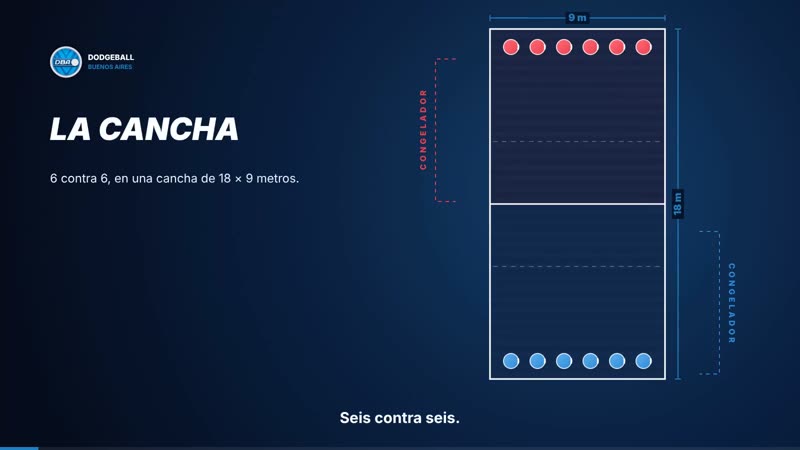 9 m
DBA
DODGEBALL
BUENOS AIRES
LA CANCHA
6 contra 6, en una cancha de 18 × 9 metros.
CONGELADOR
18 m
CONGELADOR
Seis contra seis.